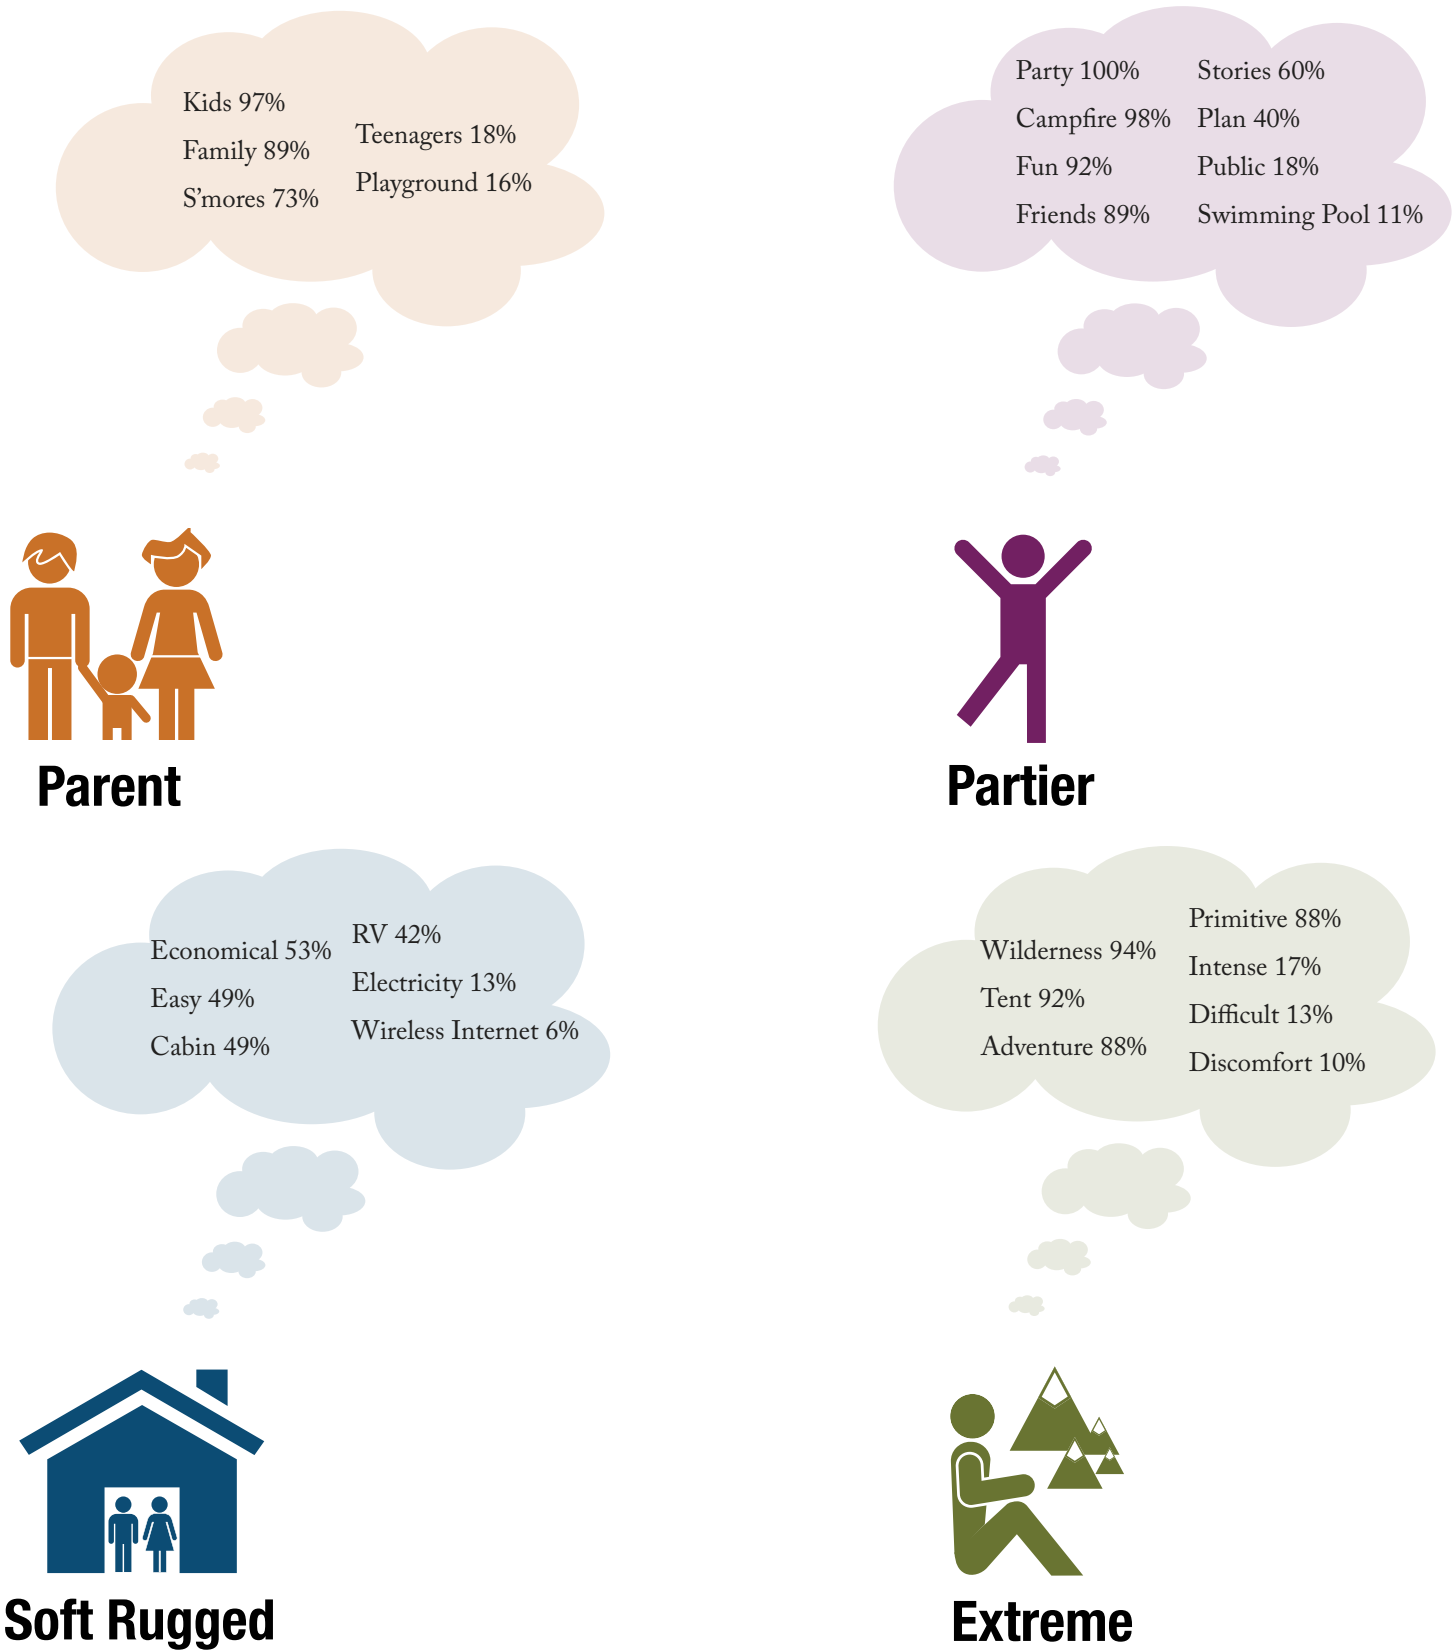 Kids 97%
Family 89%
S’mores 73%
Teenagers 18%
Playground 16%
Parent
Party 100%
Campfire 98%
Fun 92%
Friends 89%
Stories 60%
Plan 40%
Public 18%
Swimming Pool 11%
Partier
Economical 53%
Easy 49%
Cabin 49%
RV 42%
Electricity 13%
Wireless Internet 6%
Soft Rugged
Wilderness 94%
Tent 92%
Adventure 88%
Primitive 88%
Intense 17%
Difficult 13%
Discomfort 10%
Extreme